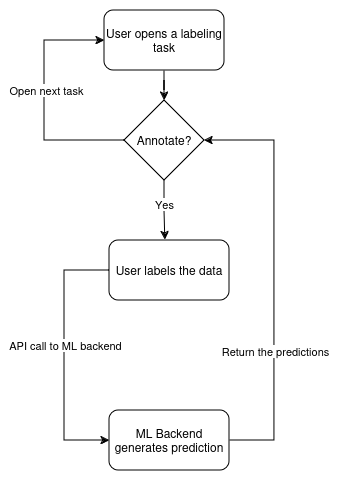 User opens a labeling
task
Open next task
Annotate?
Yes
User labels the data
API call to ML backend
Return the predictions
ML Backend
generates prediction